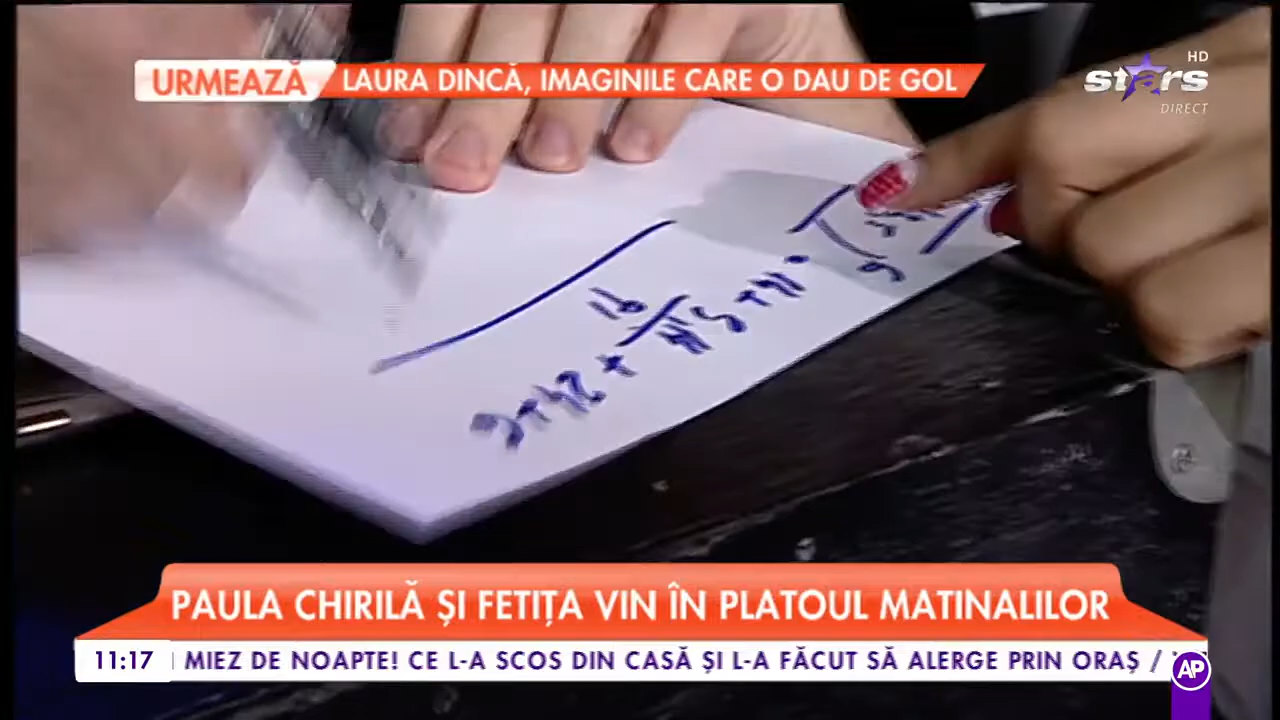 URMEAZĂ LAURA DINCĂ, IMAGINILE CARE O DAU DE GOL
HD
stars
DIRECT
PAULA CHIRILĂ ȘI FETIȚA VIN ÎN PLATOUL MATINALILOR
11:17 MIEZ DE NOAPTE! CE L-A SCOS DIN CASĂ ȘI L-A FĂCUT SĂ ALERGE PRIN ORAȘ /
AP